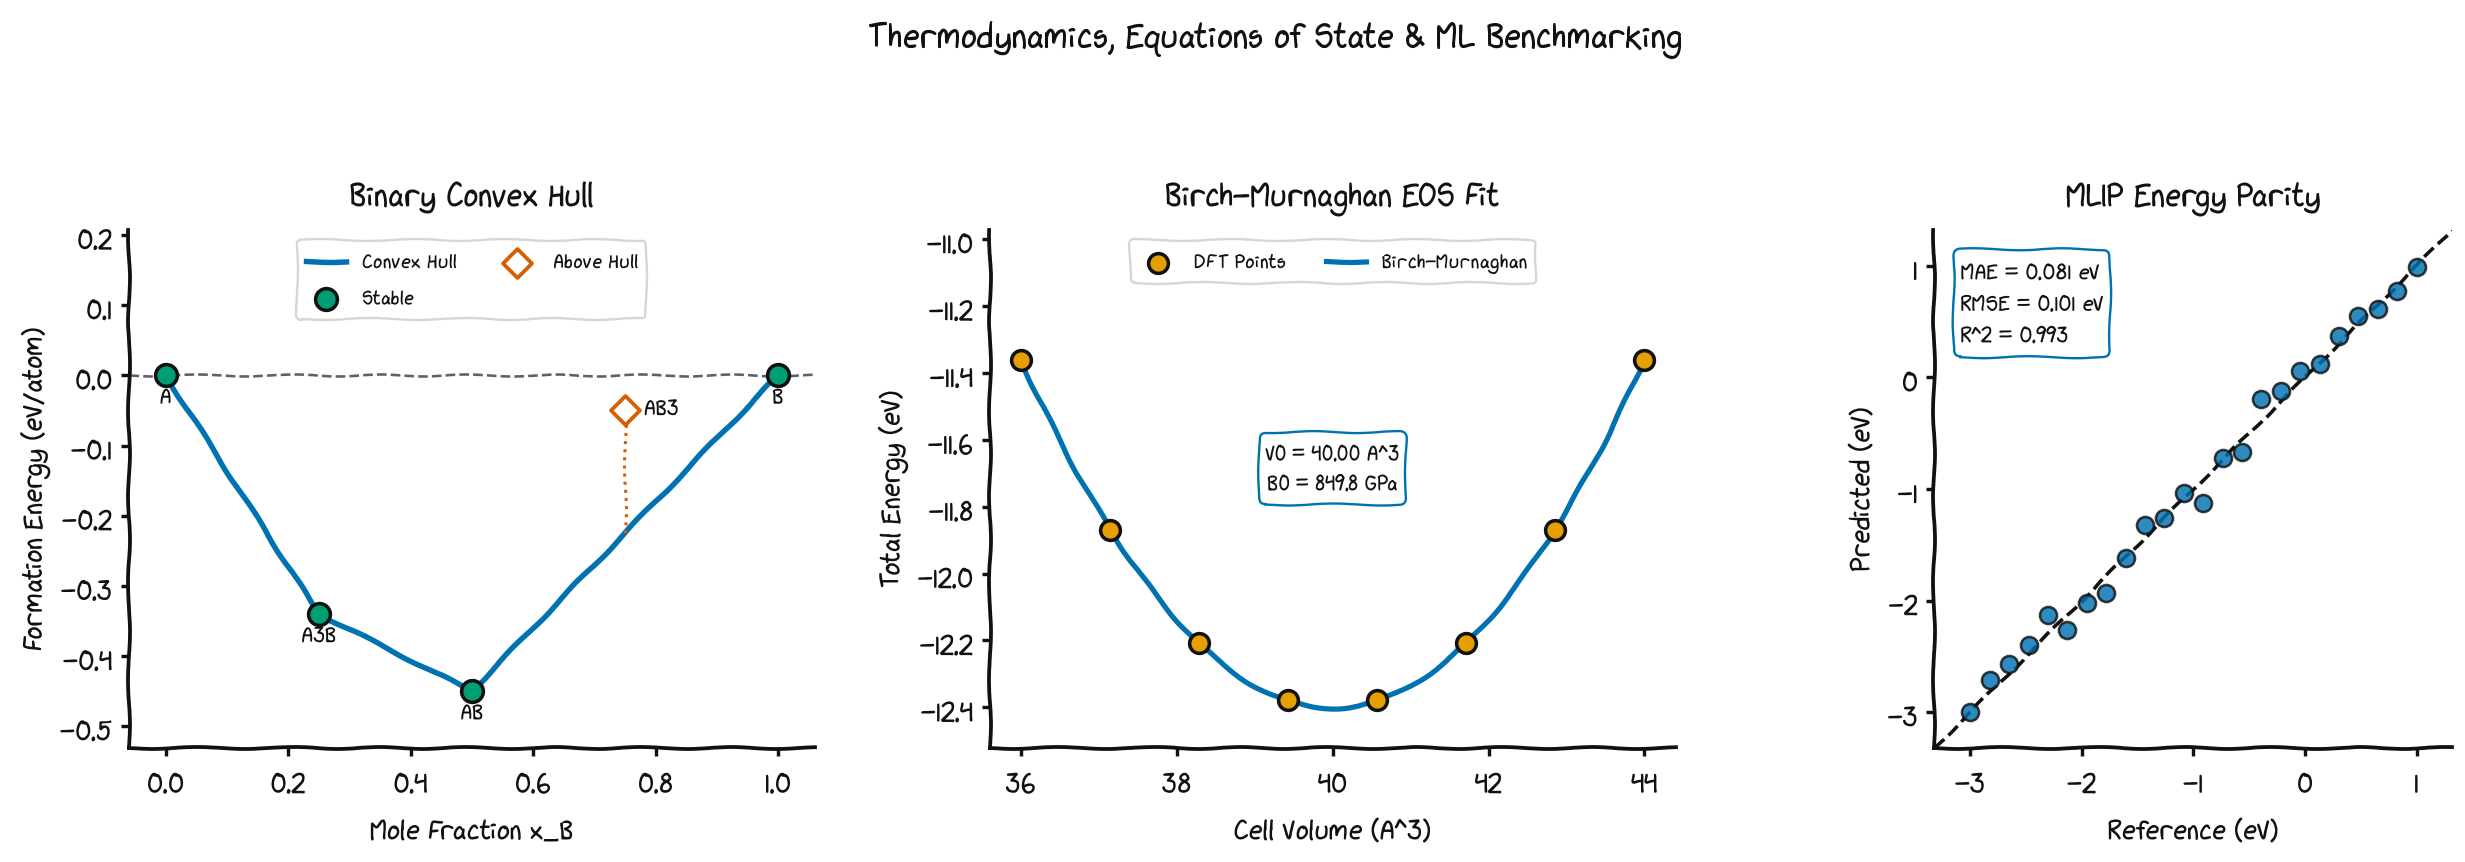 Thermodynamics, Equations of State & ML Benchmarking
Binary Convex Hull
Convex Hull
Above Hull
Stable
0.2
0.1
0.0
-0.1
-0.2
-0.3
-0.4
-0.5
Formation Energy (eV/atom)
A
B
AB3
A3B
AB
0.0
0.2
0.4
0.6
0.8
1.0
Mole Fraction x_B
Birch-Murnaghan EOS Fit
DFT Points
Birch-Murnaghan
-11.0
-11.2
-11.4
-11.6
-11.8
-12.0
-12.2
-12.4
Total Energy (eV)
V0 = 40.00 A^3
B0 = 849.8 GPa
36
38
40
42
44
Cell Volume (A^3)
MLIP Energy Parity
MAE = 0.081 eV
RMSE = 0.101 eV
R^2 = 0.993
1
0
-1
-2
-3
Predicted (eV)
-3
-2
-1
0
1
Reference (eV)